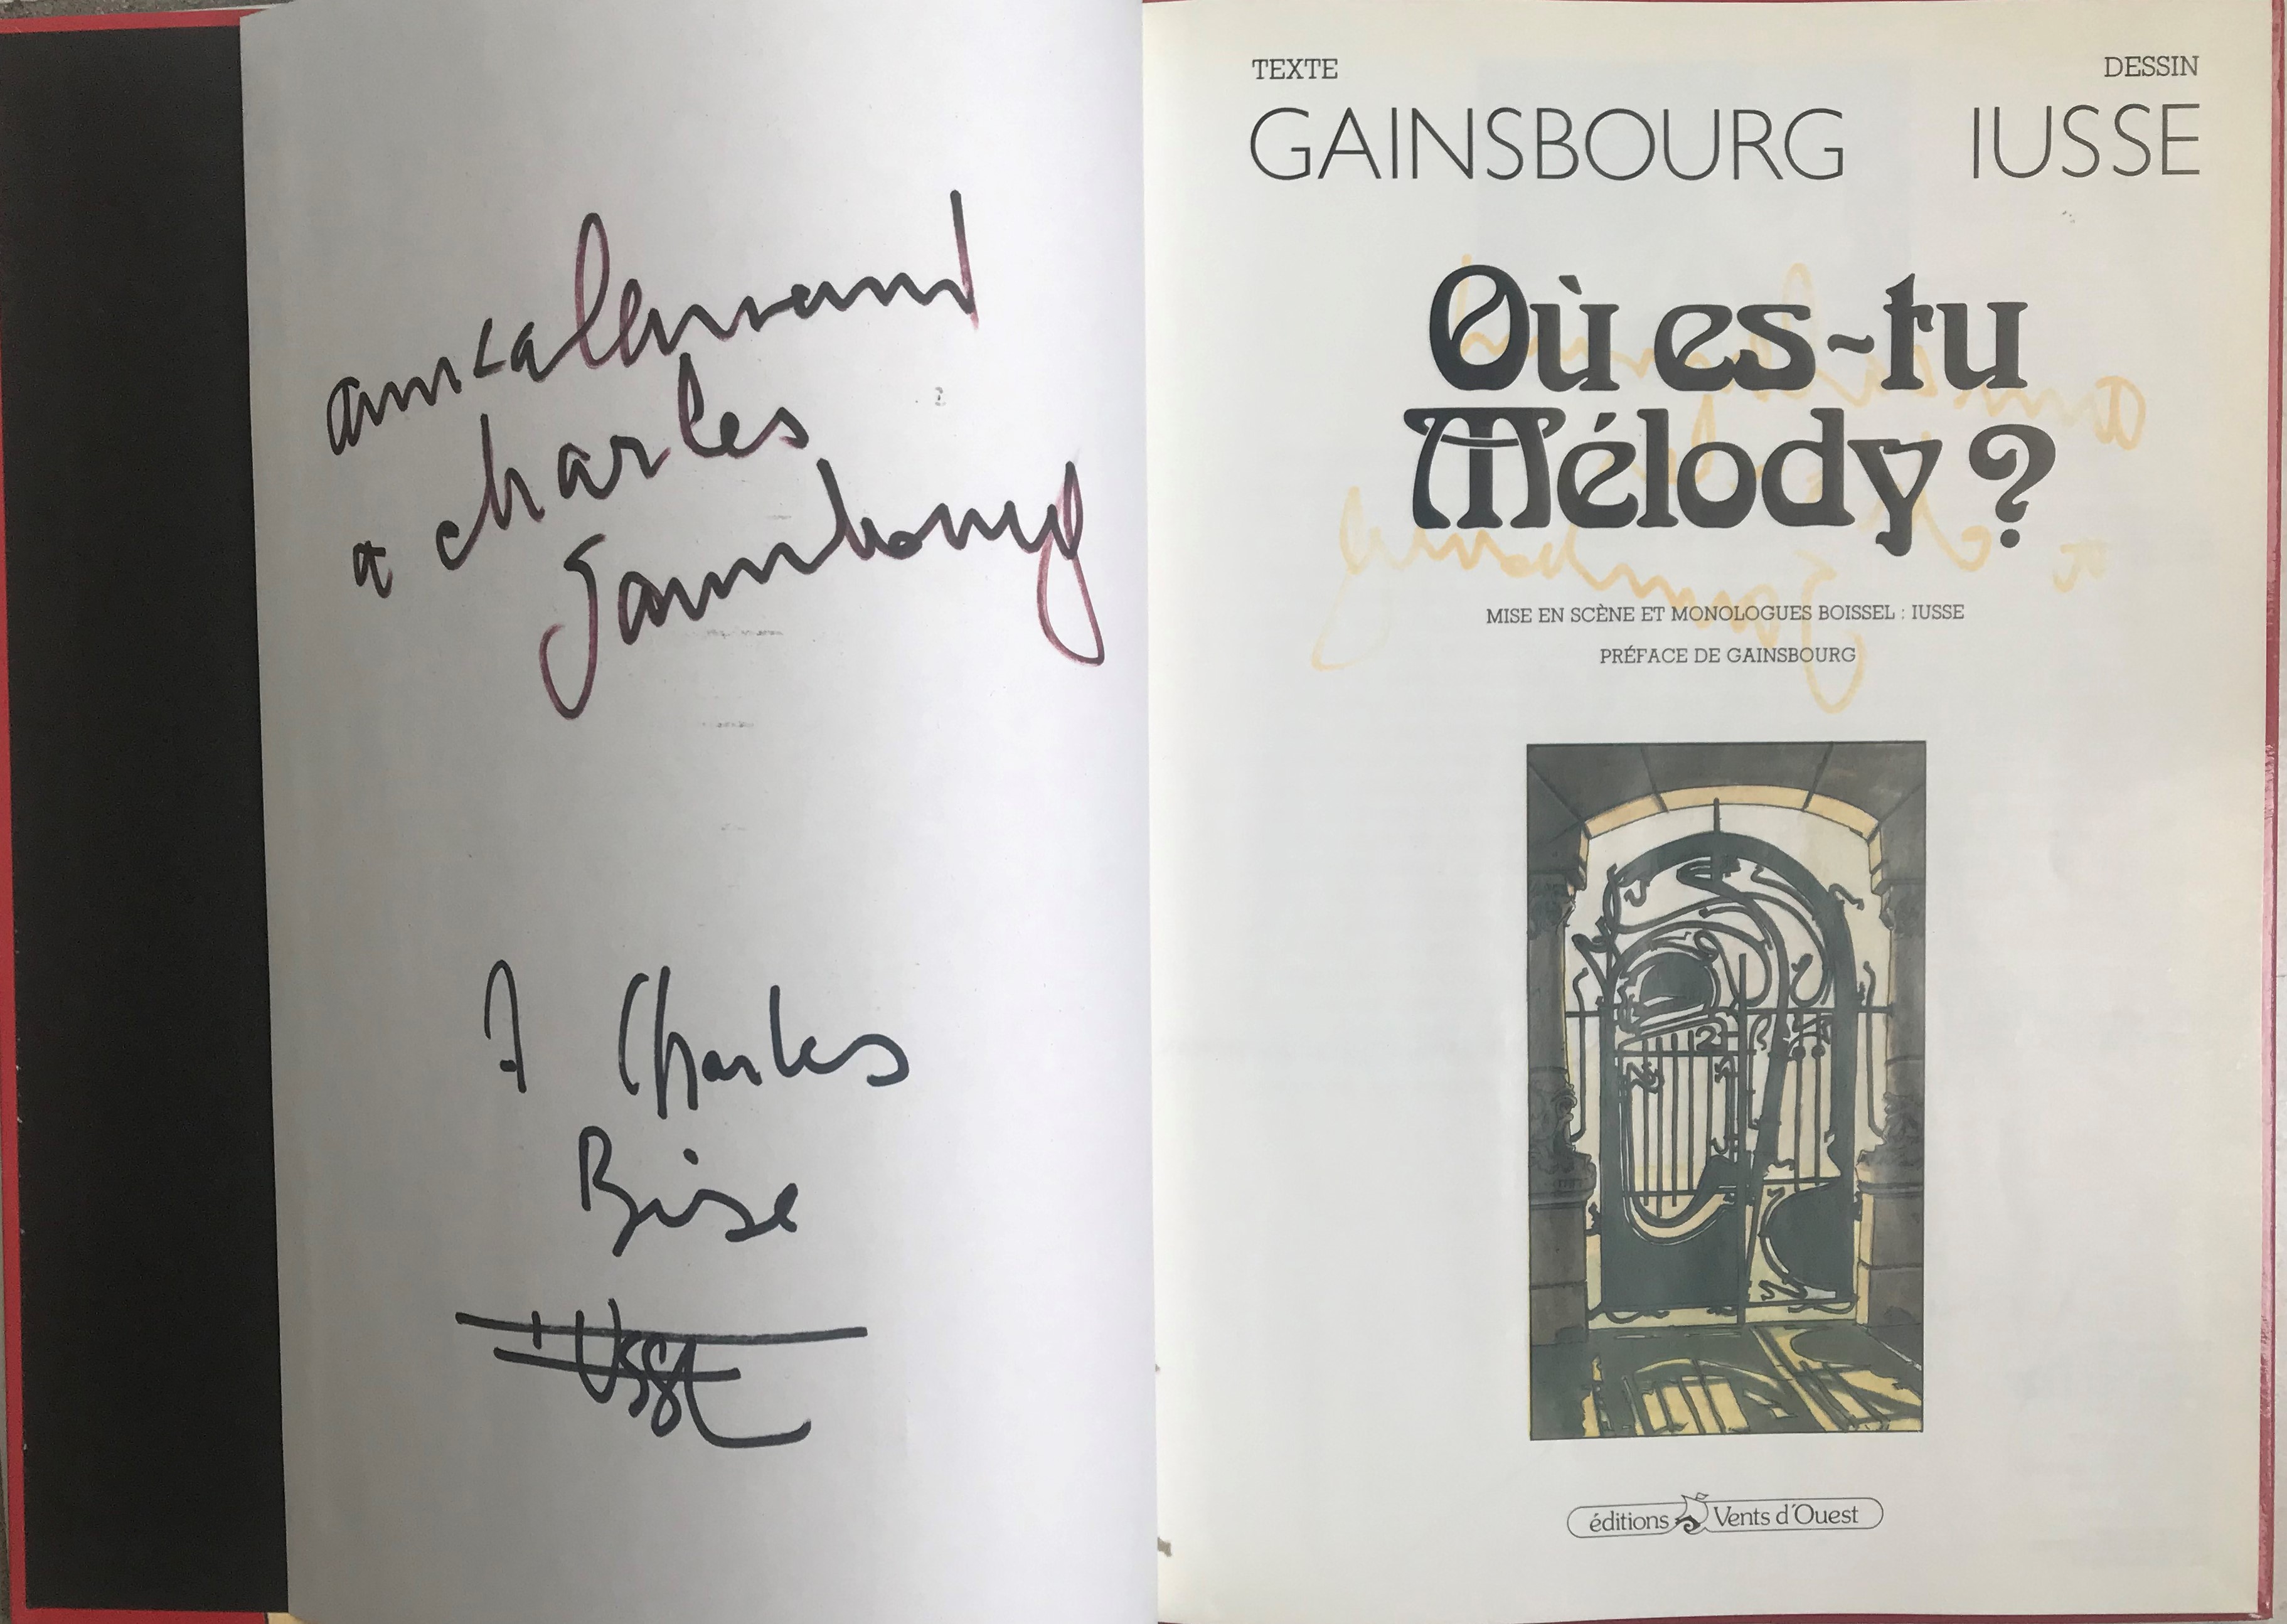 amicalement
a charles
Gainsbourg
A Charles
Bise
IUSSE
TEXTE
DESSIN
GAINSBOURG
IUSSE
Où es-tu
Mélody ?
MISE EN SCÈNE ET MONOLOGUES BOISSEL : IUSSE
PRÉFACE DE GAINSBOURG
éditions Vents d'Ouest